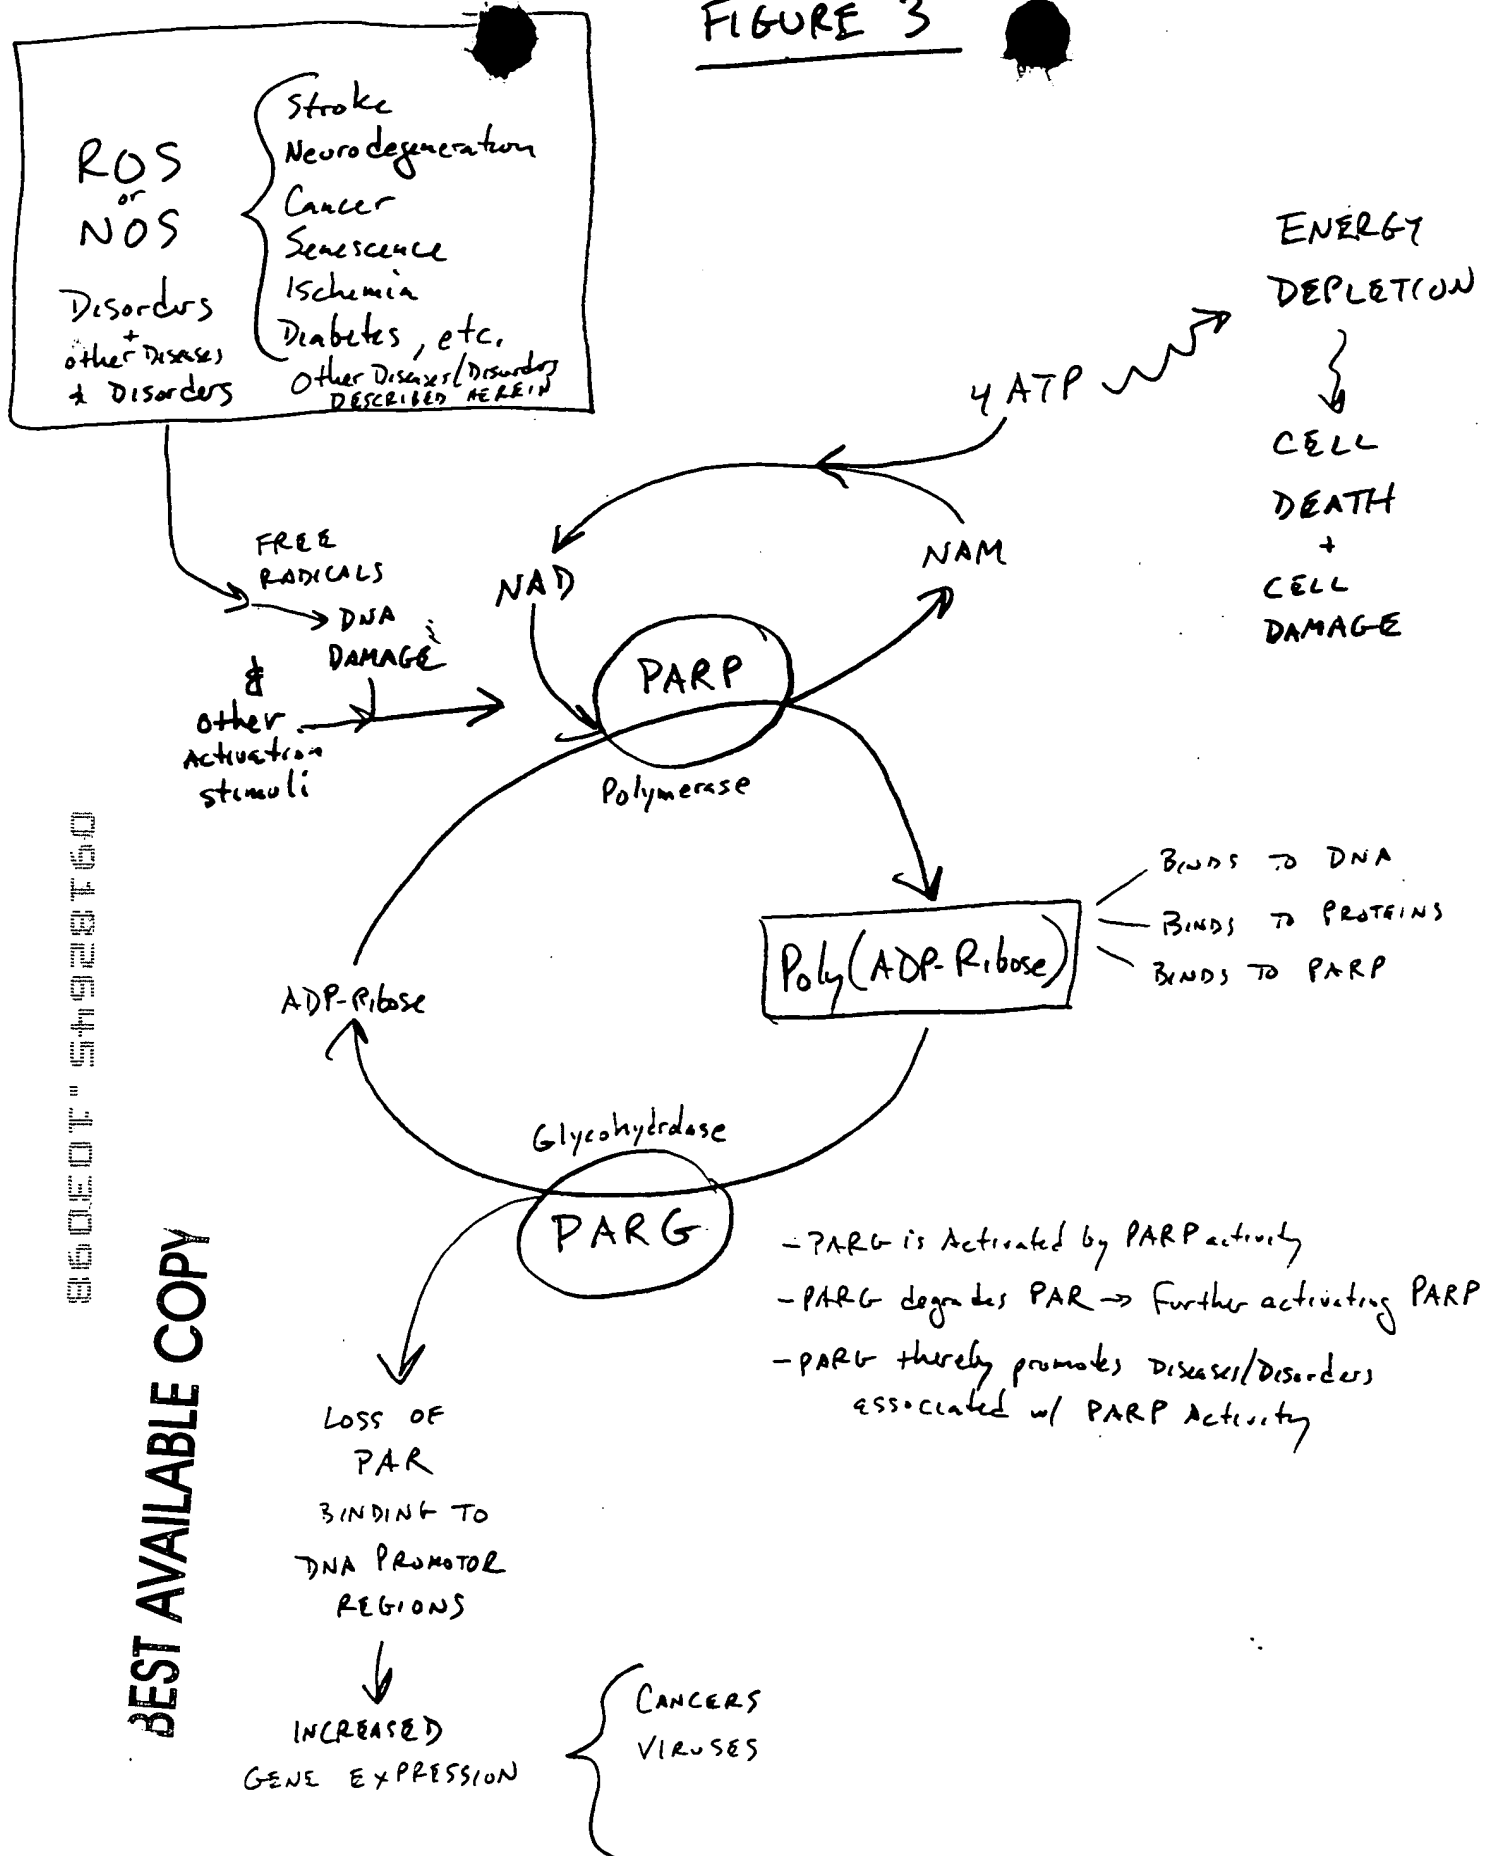 FIGURE 3
ROS
or
NOS
Disorders
+
other Diseases
& Disorders
Stroke
Neurodegeneration
Cancer
Senescence
Ischemia
Diabetes, etc.
Other Diseases/Disorders
DESCRIBED HEREIN
ENERGY
DEPLETION
4 ATP
CELL
DEATH
+
CELL
DAMAGE
FREE
RADICALS
DNA
DAMAGE
&
other
Activation
stimuli
NAD
NAM
PARP
Polymerase
Poly(ADP-Ribose)
BINDS TO DNA
BINDS TO PROTEINS
BINDS TO PARP
ADP-Ribose
Glycohydrolase
PARG
- PARG is Activated by PARP activity
- PARG degrades PAR → Further activating PARP
- PARG thereby promotes Diseases/Disorders
associated w/ PARP Activity
LOSS OF
PAR
BINDING TO
DNA PROMOTOR
REGIONS
INCREASED
GENE EXPRESSION
CANCERS
VIRUSES
09182645.103098
BEST AVAILABLE COPY